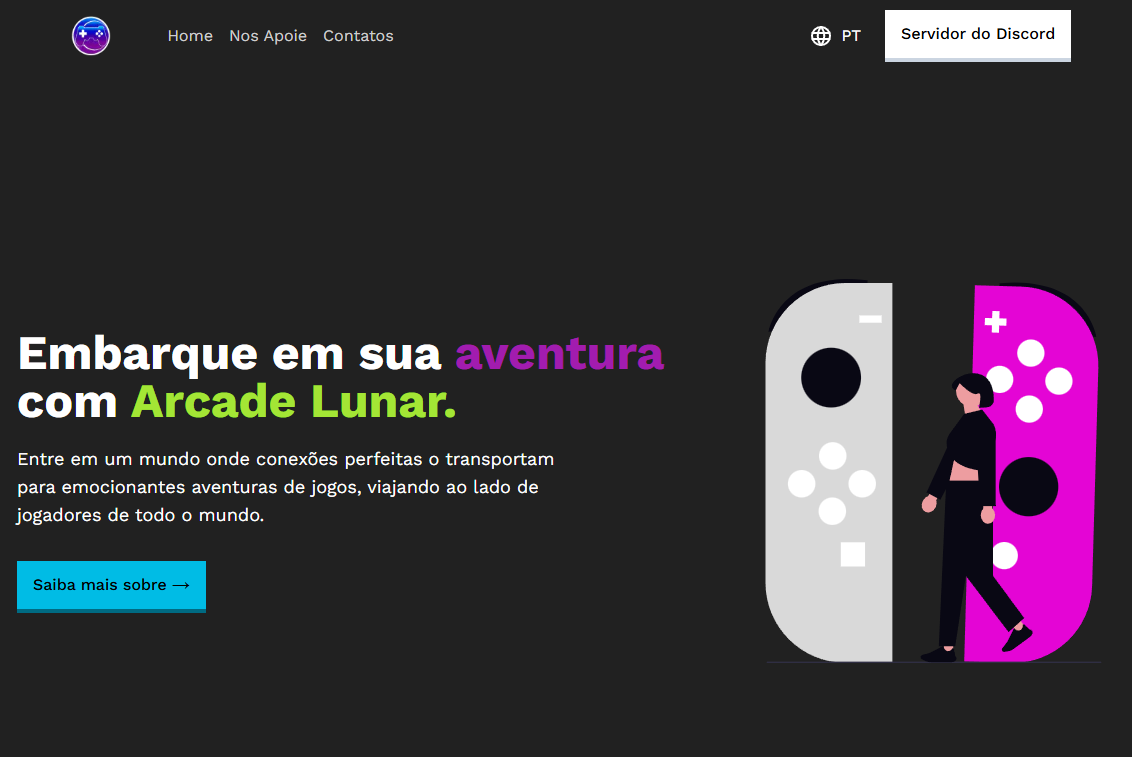 Home Nos Apoie Contatos PT Servidor do Discord
Embarque em sua aventura
com Arcade Lunar.
Entre em um mundo onde conexões perfeitas o transportam
para emocionantes aventuras de jogos, viajando ao lado de
jogadores de todo o mundo.
Saiba mais sobre →